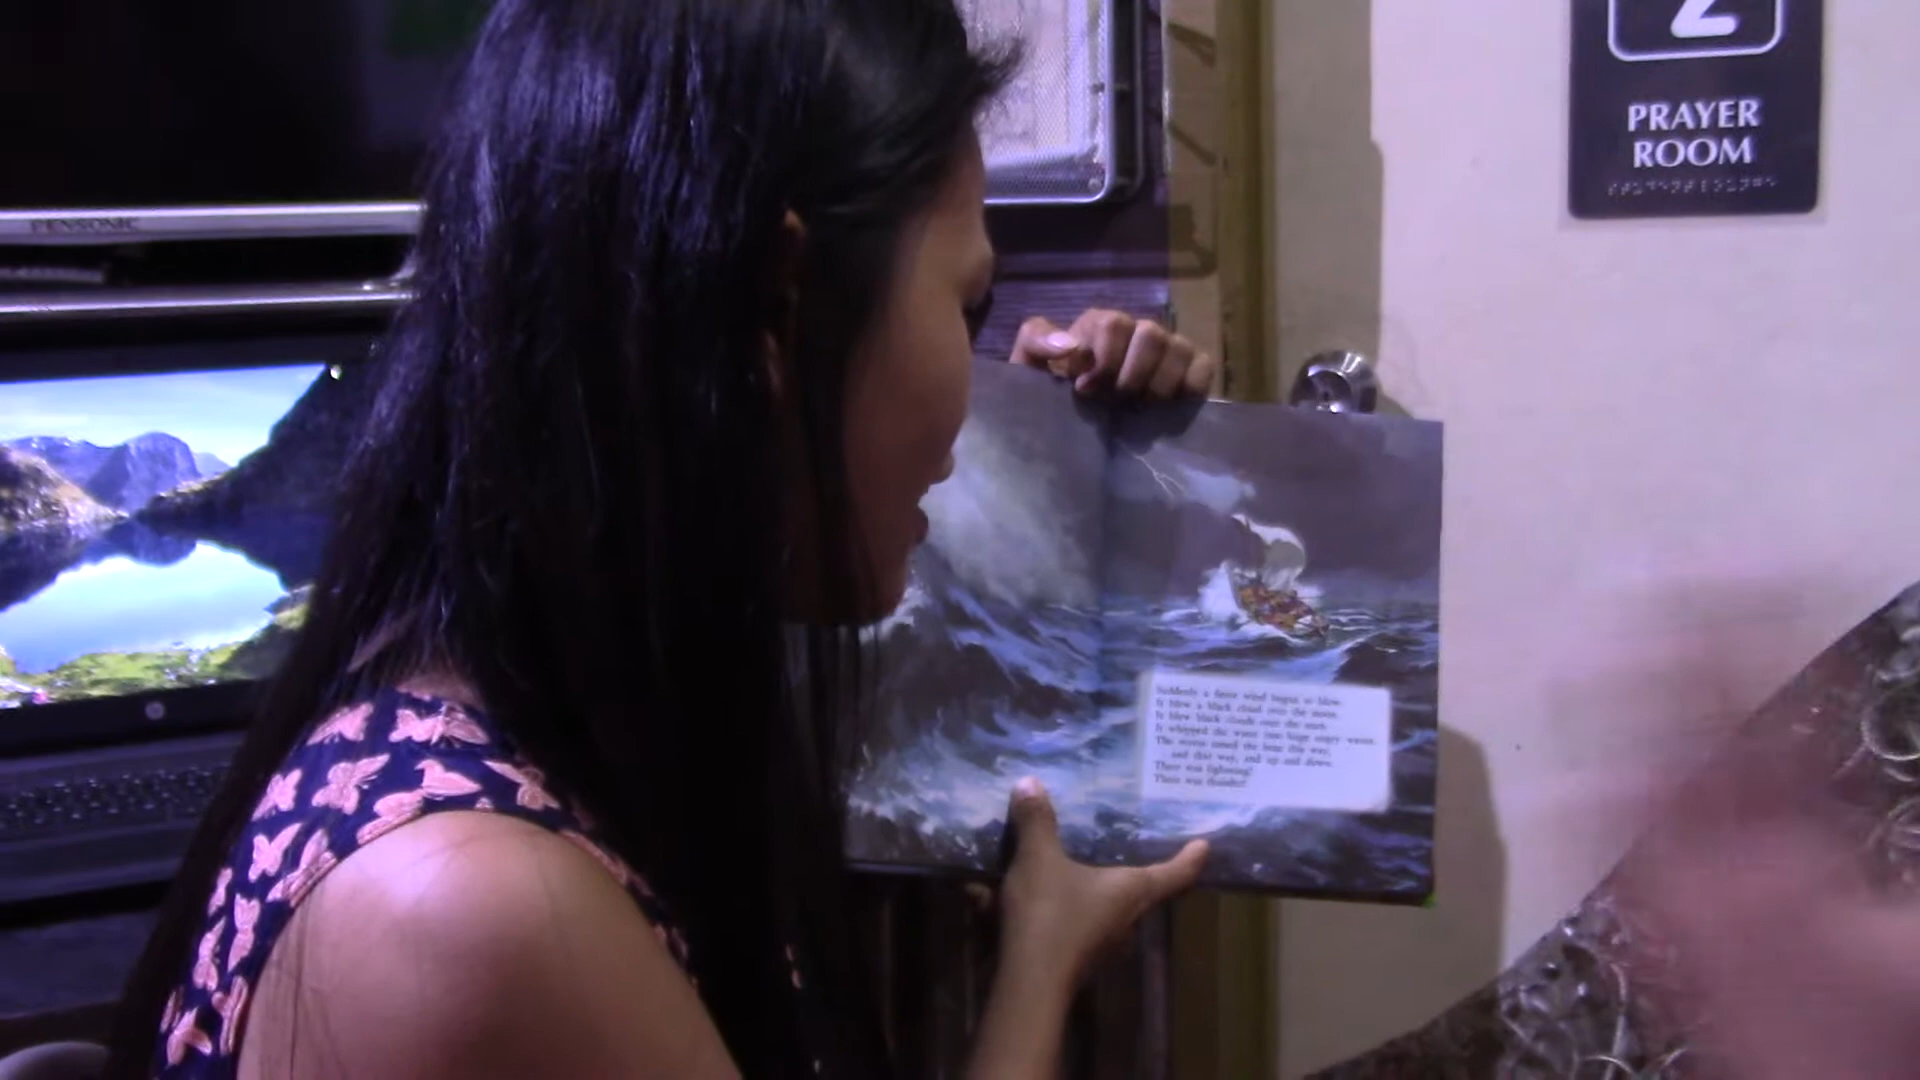 2
PRAYER
ROOM
PENSONIC
hp
Suddenly a fierce wind began to blow.
It blew a black cloud over the moon.
It blew black clouds over the stars.
It whipped the water into huge angry waves.
The waves tossed the boat this way,
and that way, and up and down.
There was lightning!
There was thunder!